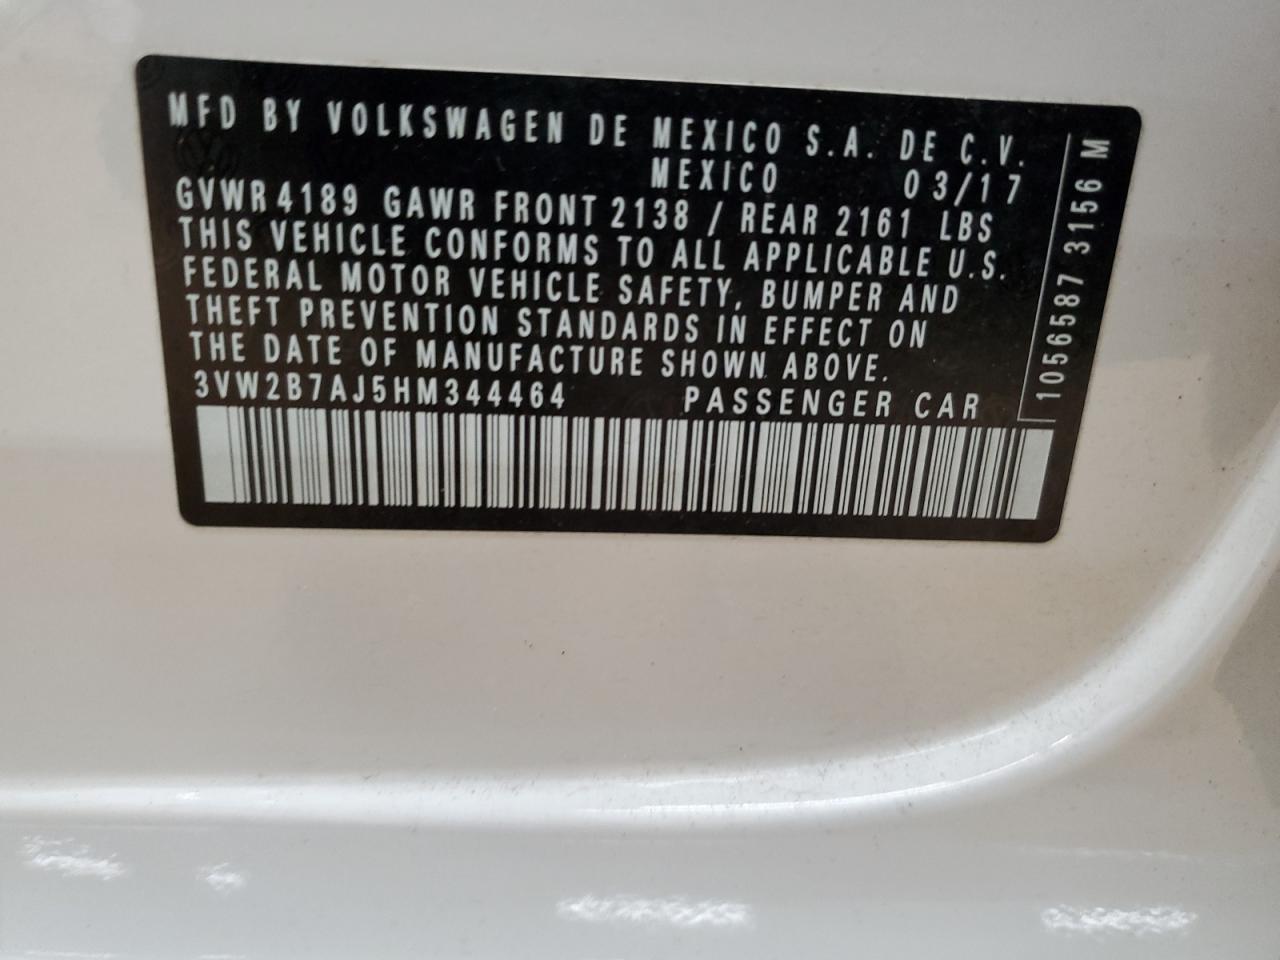 MFD BY VOLKSWAGEN DE MEXICO S.A. DE C.V.
MEXICO 03/17
GVWR 4189 GAWR FRONT 2138 / REAR 2161 LBS
THIS VEHICLE CONFORMS TO ALL APPLICABLE U.S.
FEDERAL MOTOR VEHICLE SAFETY, BUMPER AND
THEFT PREVENTION STANDARDS IN EFFECT ON
THE DATE OF MANUFACTURE SHOWN ABOVE.
3VW2B7AJ5HM344464 PASSENGER CAR
1056587 3156 M